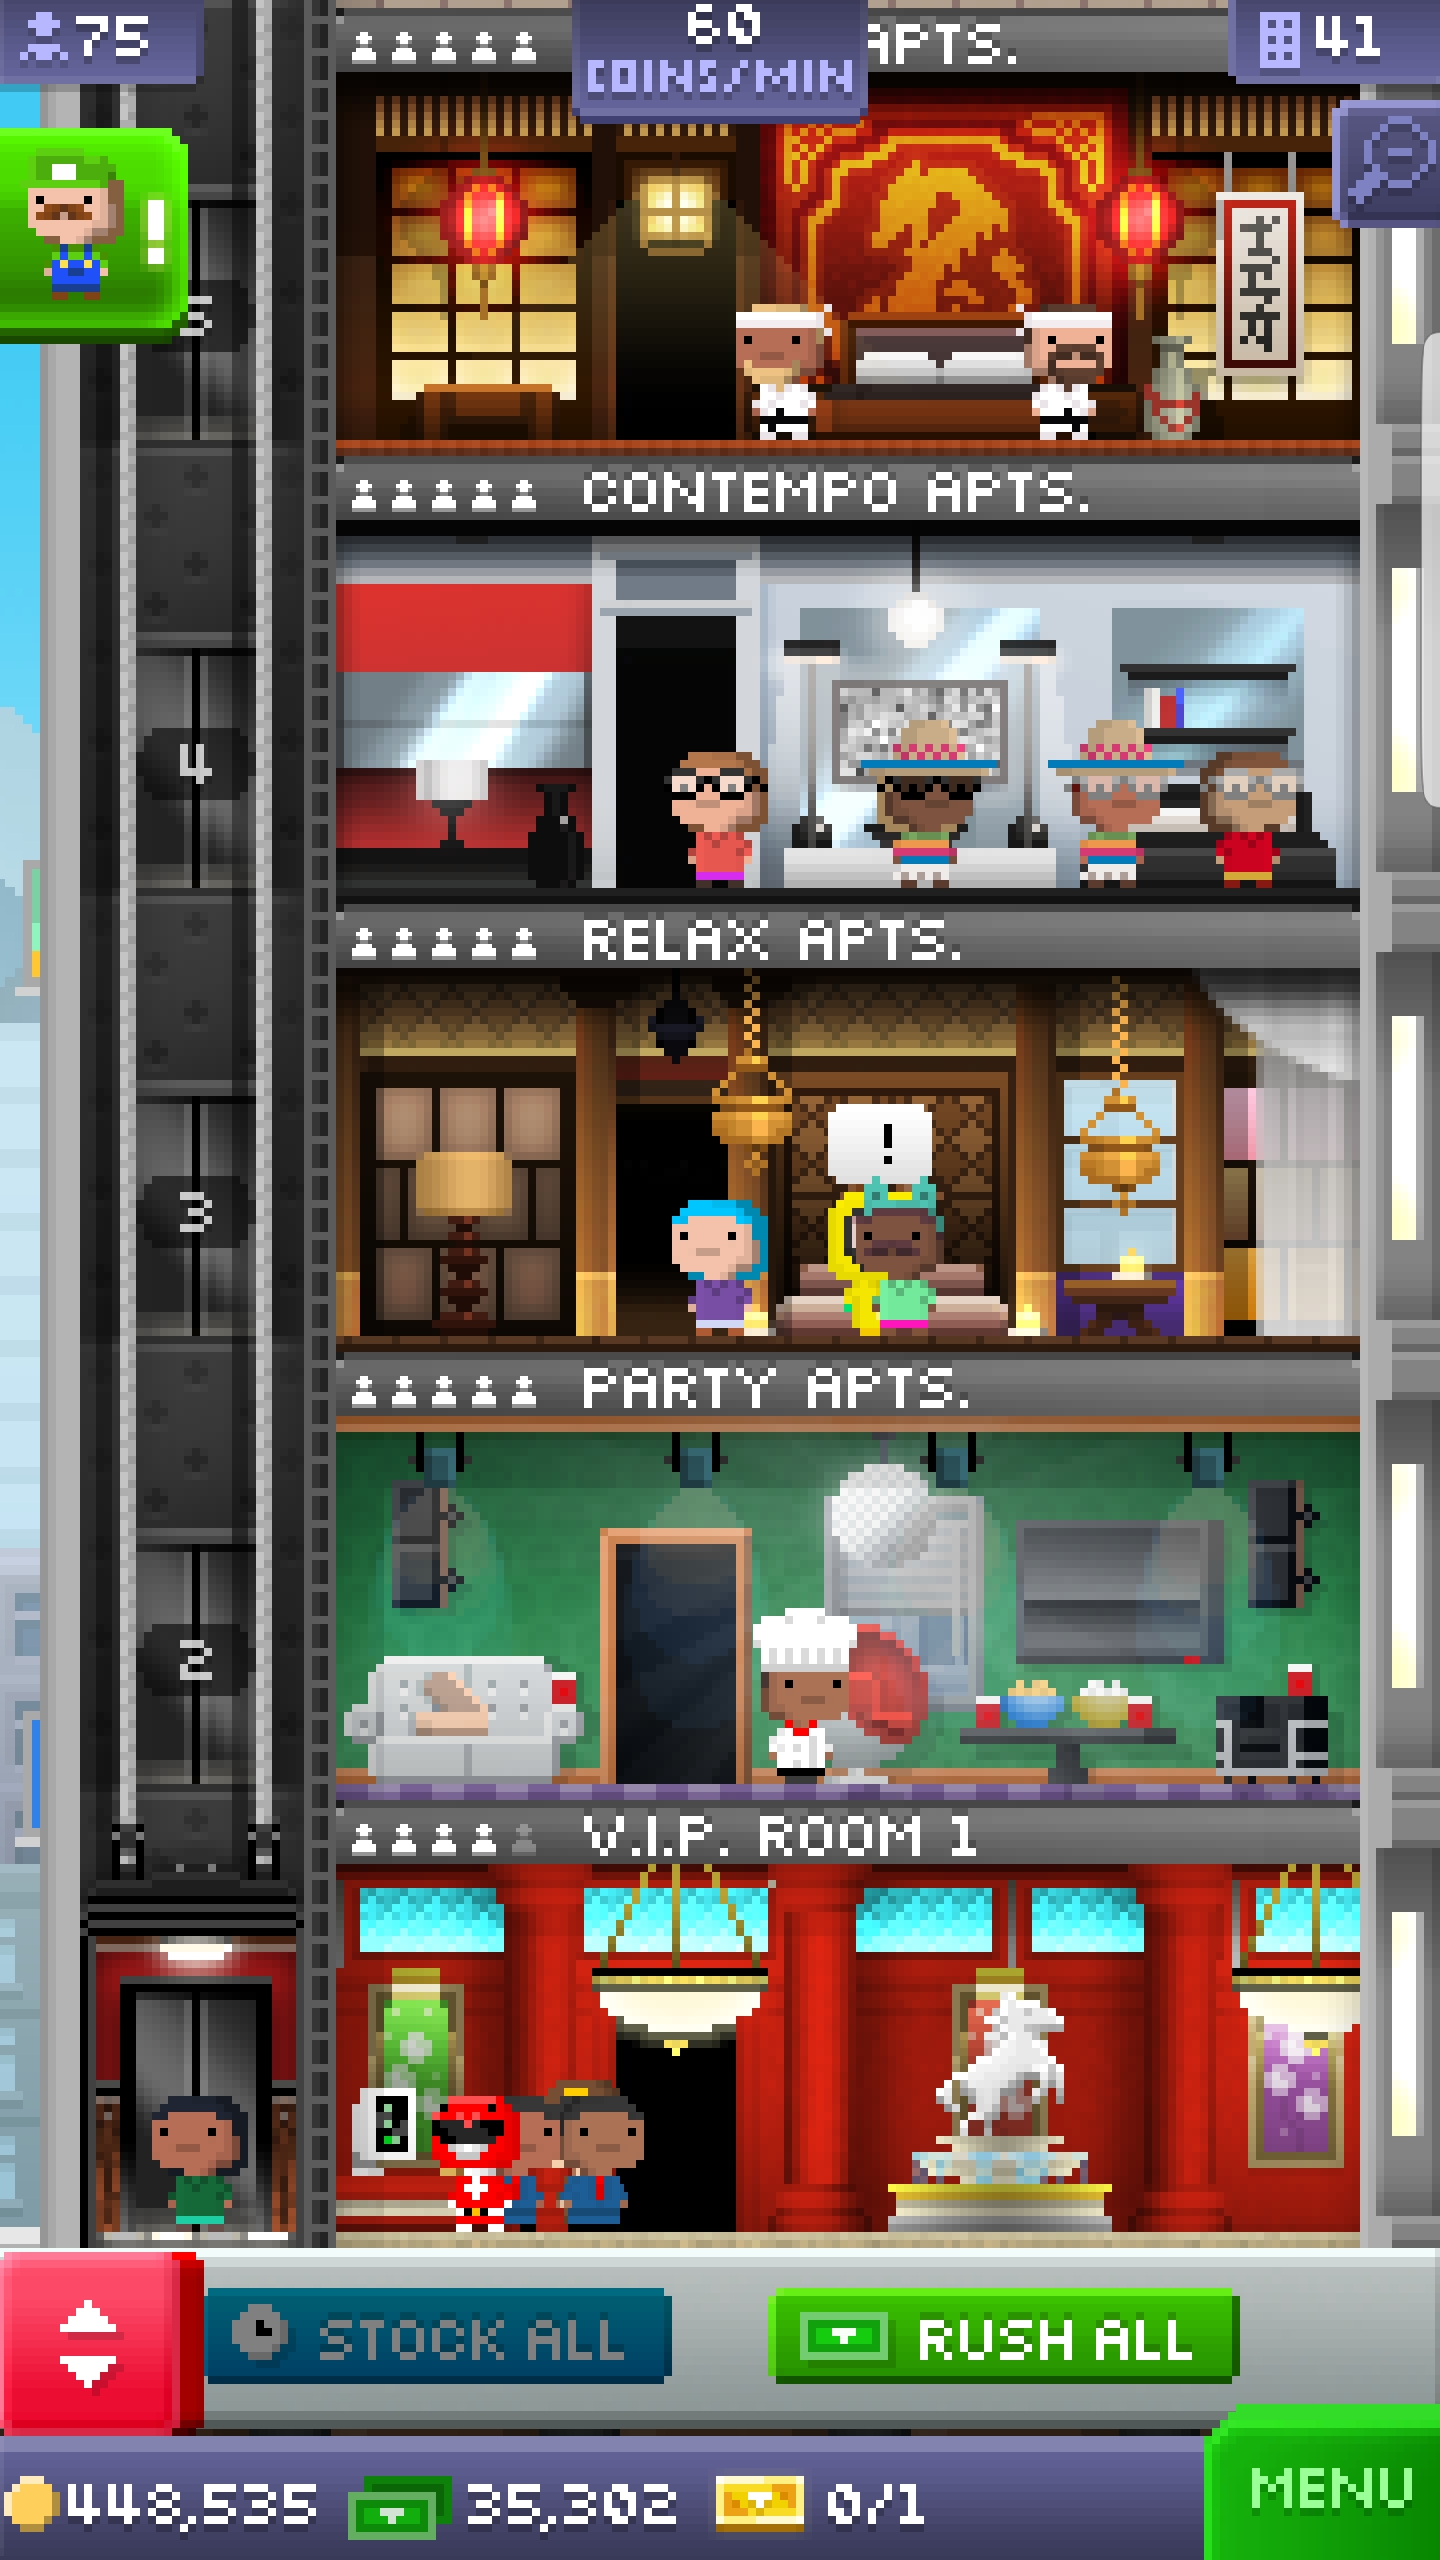 75
60
COINS/MIN
APTS.
41
!
5
CONTEMPO APTS.
4
RELAX APTS.
!
3
PARTY APTS.
2
V.I.P. ROOM 1
STOCK ALL
RUSH ALL
448,535
35,302
0/1
MENU